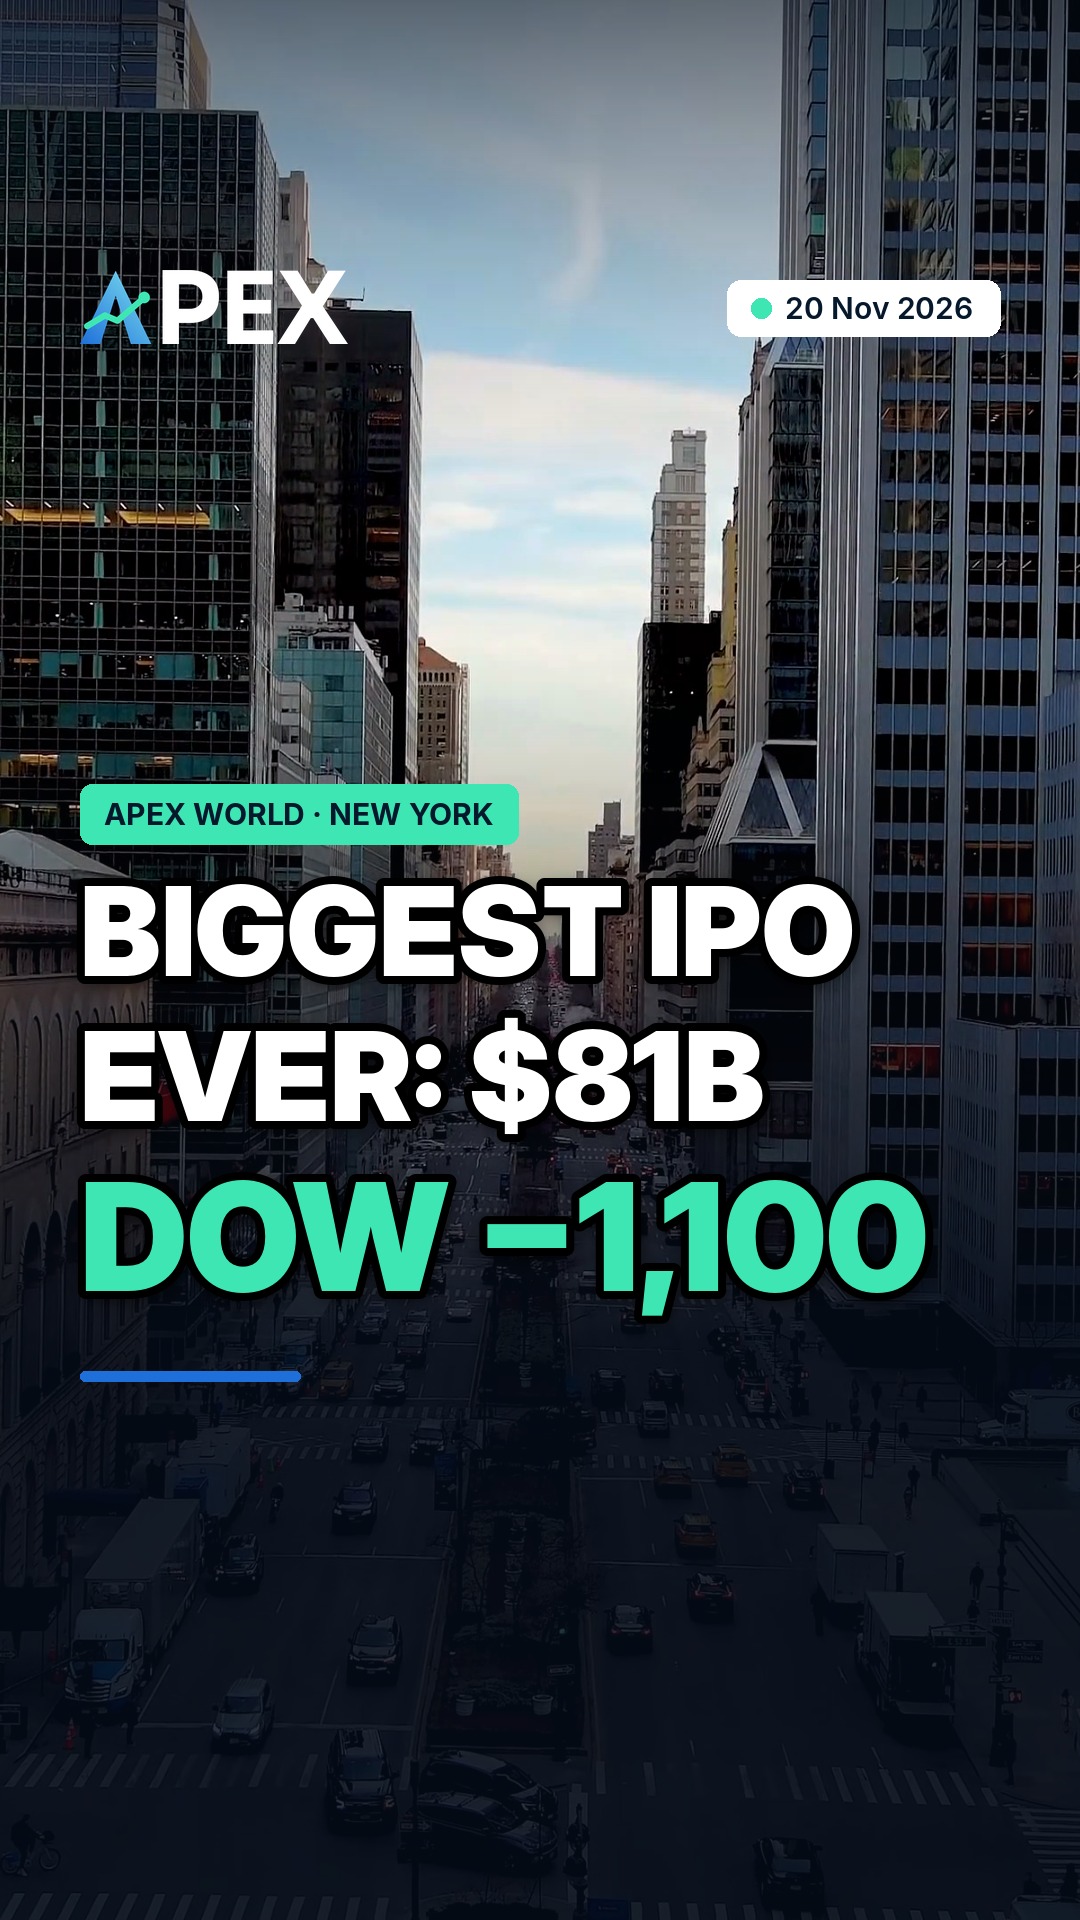 APEX
20 Nov 2026
APEX WORLD · NEW YORK
BIGGEST IPO
EVER: $81B
DOW −1,100